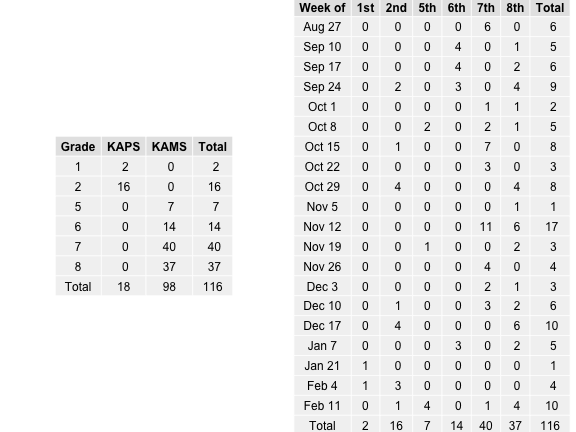 Grade KAPS KAMS Total
1 2 0 2
2 16 0 16
5 0 7 7
6 0 14 14
7 0 40 40
8 0 37 37
Total 18 98 116
Week of 1st 2nd 5th 6th 7th 8th Total
Aug 27 0 0 0 0 6 0 6
Sep 10 0 0 0 4 0 1 5
Sep 17 0 0 0 4 0 2 6
Sep 24 0 2 0 3 0 4 9
Oct 1 0 0 0 0 1 1 2
Oct 8 0 0 2 0 2 1 5
Oct 15 0 1 0 0 7 0 8
Oct 22 0 0 0 0 3 0 3
Oct 29 0 4 0 0 0 4 8
Nov 5 0 0 0 0 0 1 1
Nov 12 0 0 0 0 11 6 17
Nov 19 0 0 1 0 0 2 3
Nov 26 0 0 0 0 4 0 4
Dec 3 0 0 0 0 2 1 3
Dec 10 0 1 0 0 3 2 6
Dec 17 0 4 0 0 0 6 10
Jan 7 0 0 0 3 0 2 5
Jan 21 1 0 0 0 0 0 1
Feb 4 1 3 0 0 0 0 4
Feb 11 0 1 4 0 1 4 10
Total 2 16 7 14 40 37 116